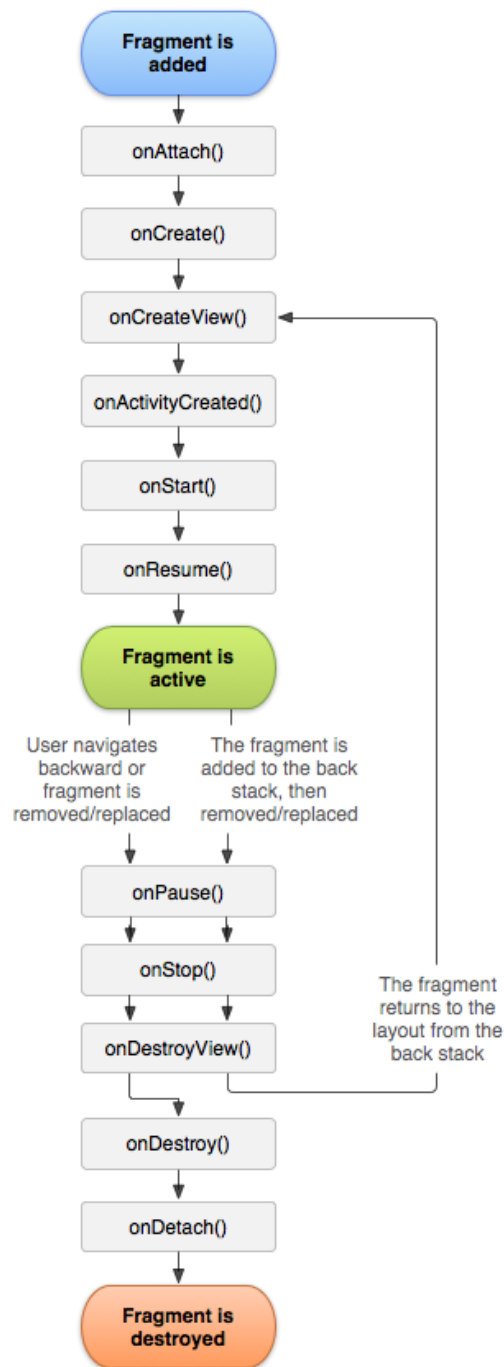 Fragment is
added
onAttach()
onCreate()
onCreateView()
onActivityCreated()
onStart()
onResume()
Fragment is
active
User navigates
backward or
fragment is
removed/replaced
The fragment is
added to the back
stack, then
removed/replaced
onPause()
onStop()
onDestroyView()
The fragment
returns to the
layout from the
back stack
onDestroy()
onDetach()
Fragment is
destroyed